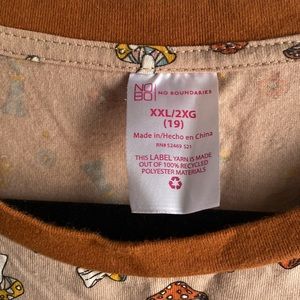 NO
BO
NO BOUNDARIES
XXL/2XG
(19)
Made in/Hecho en China
RN# 52469 S21
THIS LABEL YARN IS MADE
OUT OF 100% RECYCLED
POLYESTER MATERIALS